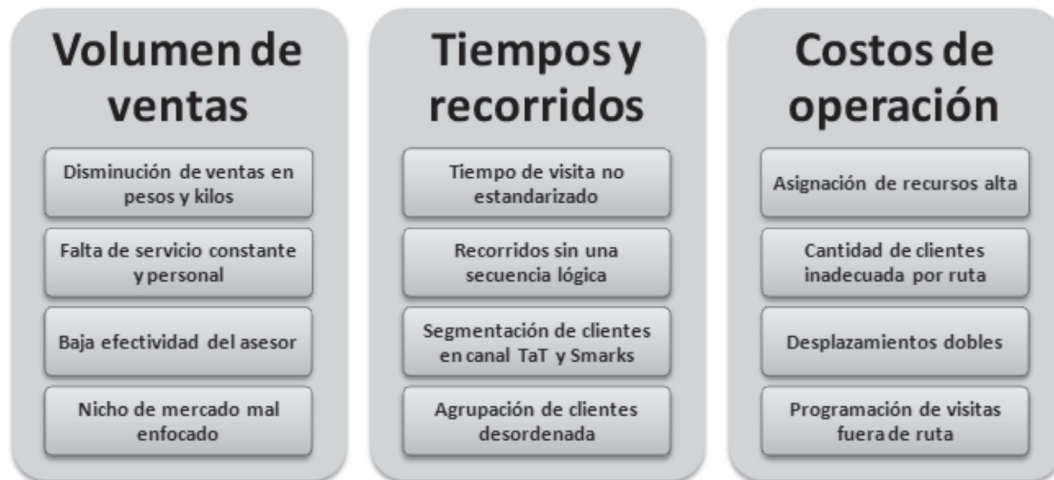 Volumen de
ventas
Disminución de ventas en
pesos y kilos
Falta de servicio constante
y personal
Baja efectividad del asesor
Nicho de mercado mal
enfocado
Tiempos y
recorridos
Tiempo de visita no
estandarizado
Recorridos sin una
secuencia lógica
Segmentación de clientes
en canal TaT y Smarks
Agrupación de clientes
desordenada
Costos de
operación
Asignación de recursos alta
Cantidad de clientes
inadecuada por ruta
Desplazamientos dobles
Programación de visitas
fuera de ruta